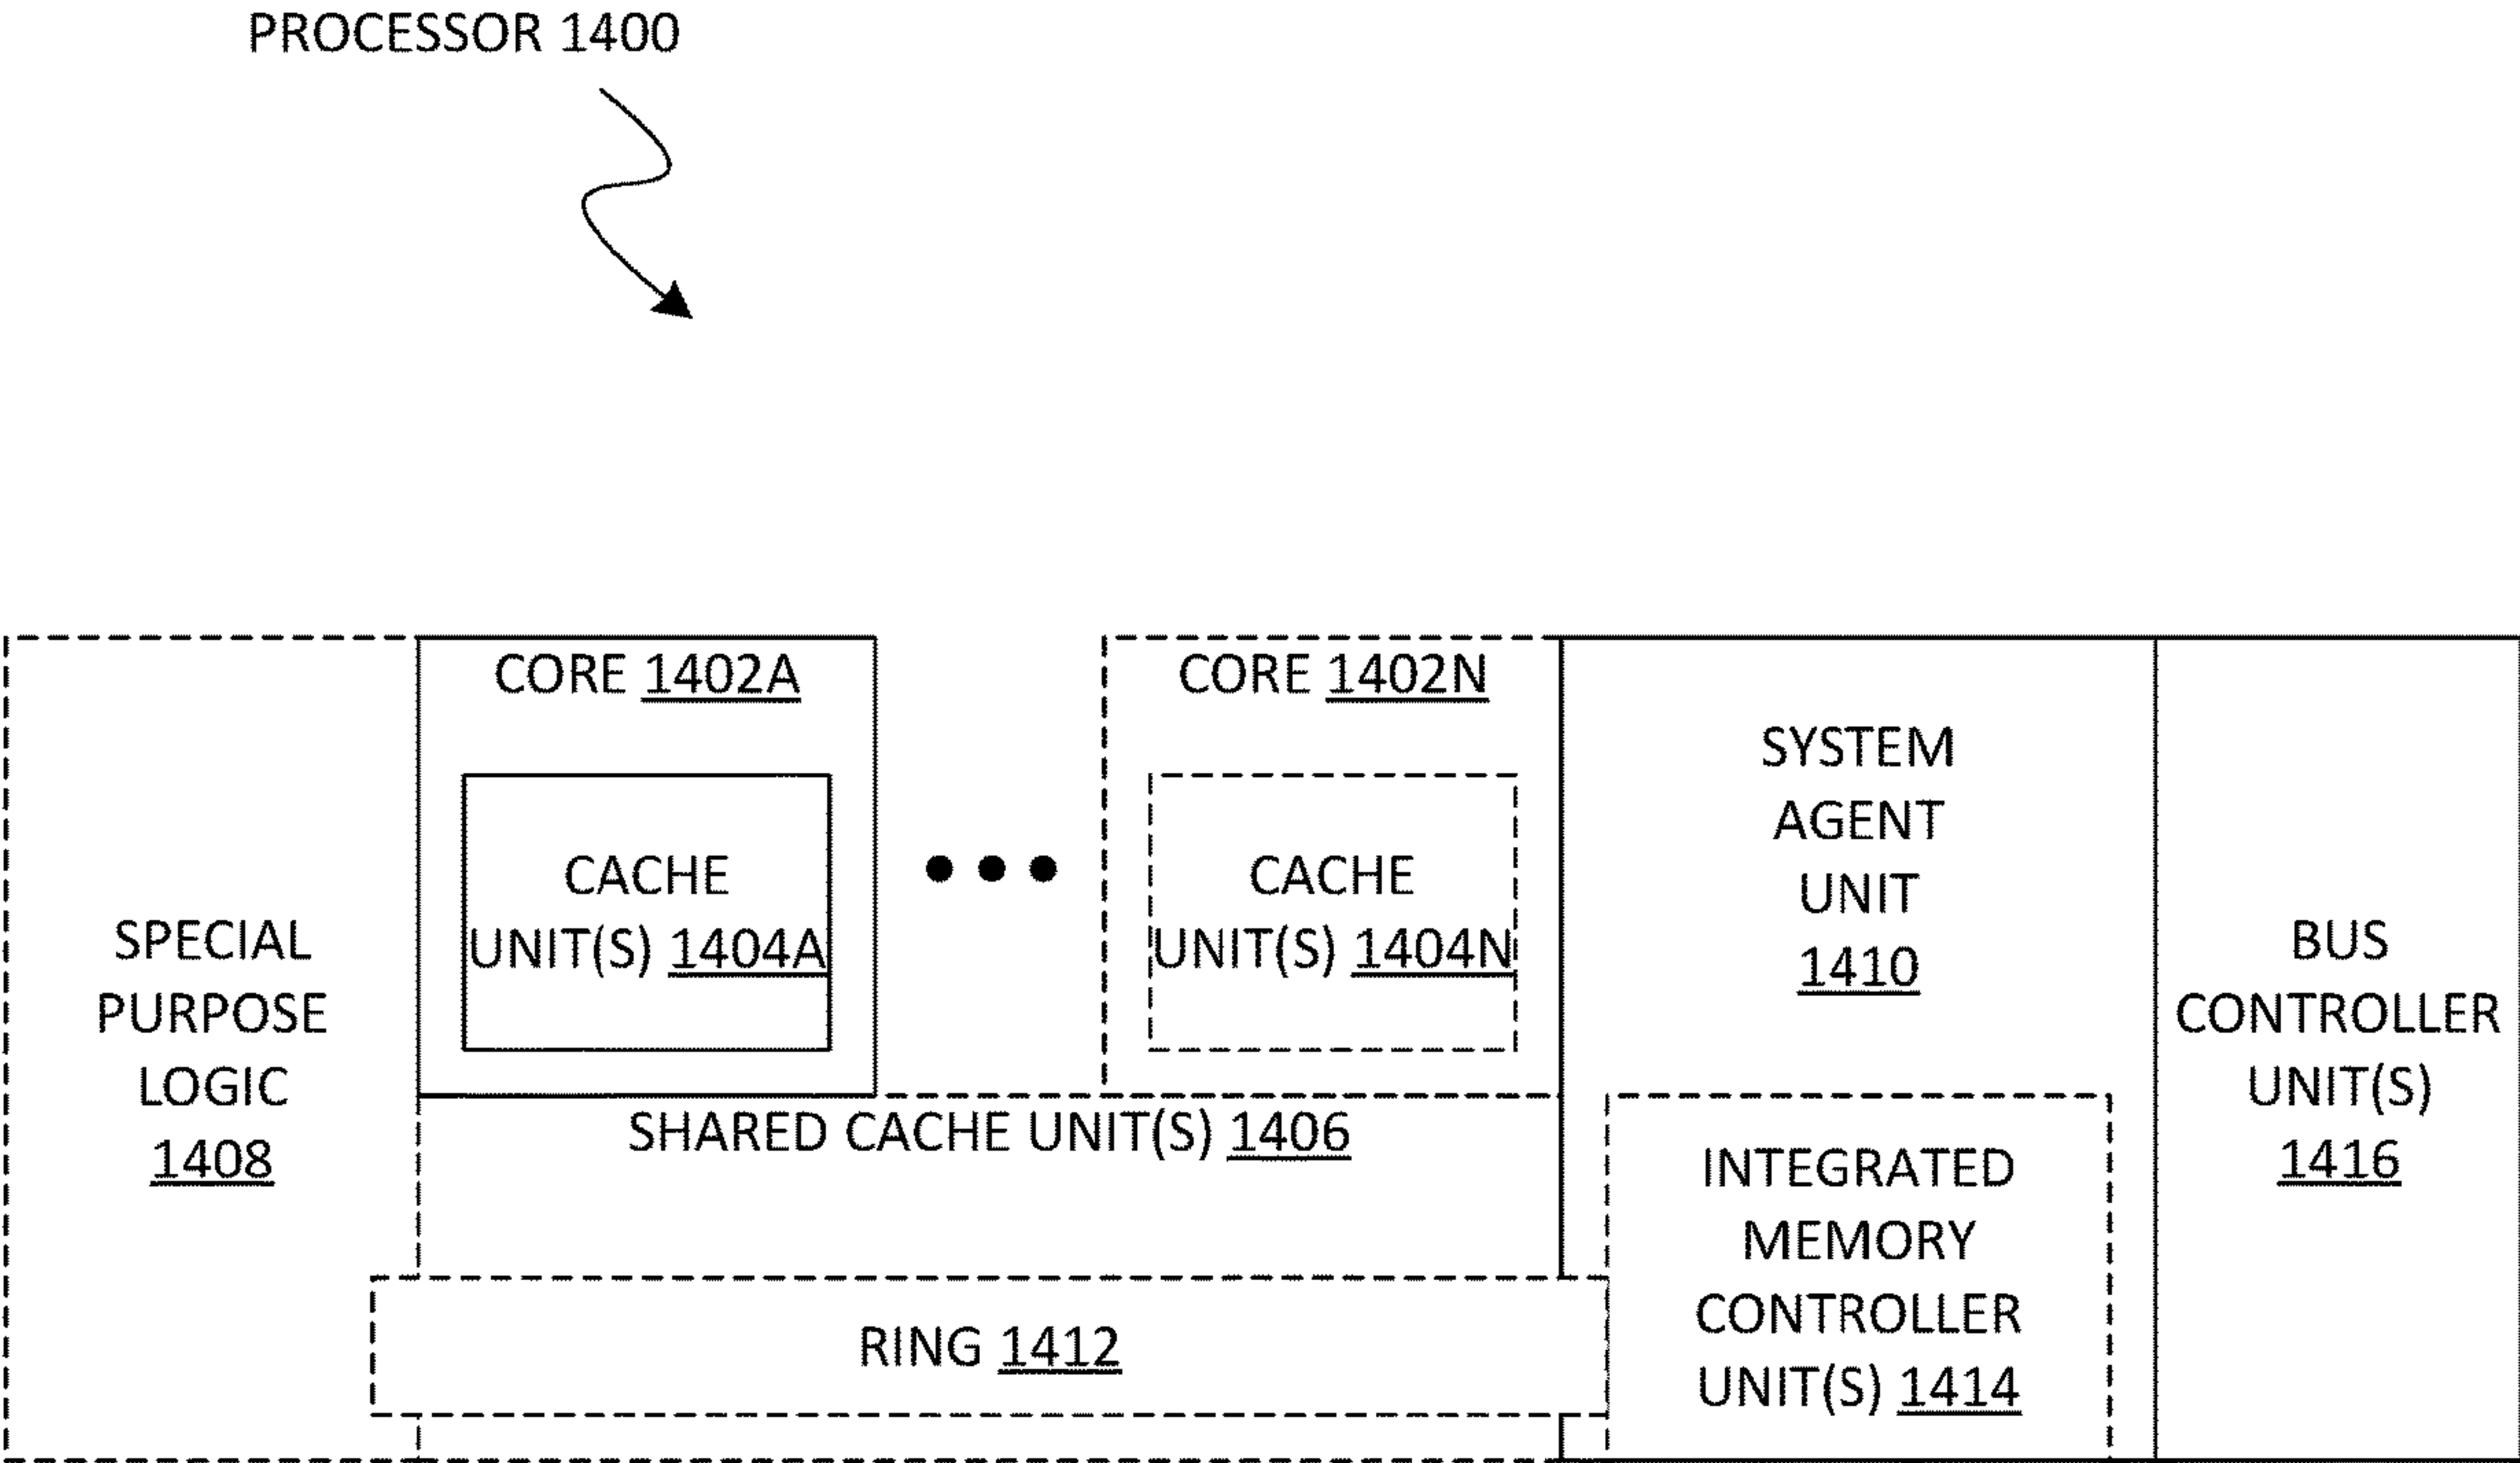 PROCESSOR 1400
SPECIAL
PURPOSE
LOGIC
1408
CORE 1402A
CACHE
UNIT(S) 1404A
CORE 1402N
CACHE
UNIT(S) 1404N
SHARED CACHE UNIT(S) 1406
RING 1412
SYSTEM
AGENT
UNIT
1410
INTEGRATED
MEMORY
CONTROLLER
UNIT(S) 1414
BUS
CONTROLLER
UNIT(S)
1416